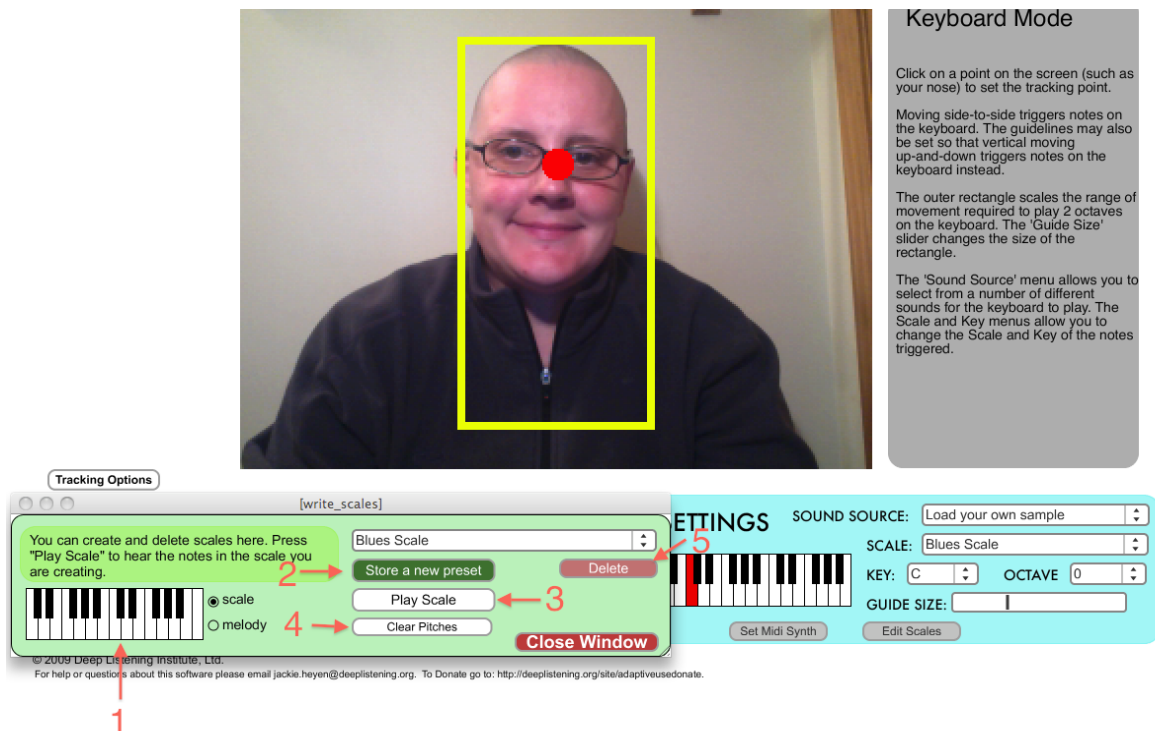 Keyboard Mode
Click on a point on the screen (such as
your nose) to set the tracking point.
Moving side-to-side triggers notes on
the keyboard. The guidelines may also
be set so that vertical moving
up-and-down triggers notes on the
keyboard instead.
The outer rectangle scales the range of
movement required to play 2 octaves
on the keyboard. The 'Guide Size'
slider changes the size of the
rectangle.
The 'Sound Source' menu allows you to
select from a number of different
sounds for the keyboard to play. The
Scale and Key menus allow you to
change the Scale and Key of the notes
triggered.
Tracking Options
[write_scales]
You can create and delete scales here. Press
"Play Scale" to hear the notes in the scale you
are creating.
Blues Scale
2
Store a new preset
Delete
5
scale
melody
Play Scale
3
4
Clear Pitches
Close Window
1
ETTINGS
SOUND SOURCE: Load your own sample
SCALE: Blues Scale
KEY: C OCTAVE 0
GUIDE SIZE:
Set Midi Synth
Edit Scales
© 2009 Deep Listening Institute, Ltd.
For help or questions about this software please email jackie.heyen@deeplistening.org. To Donate go to: http://deeplistening.org/site/adaptiveusedonate.